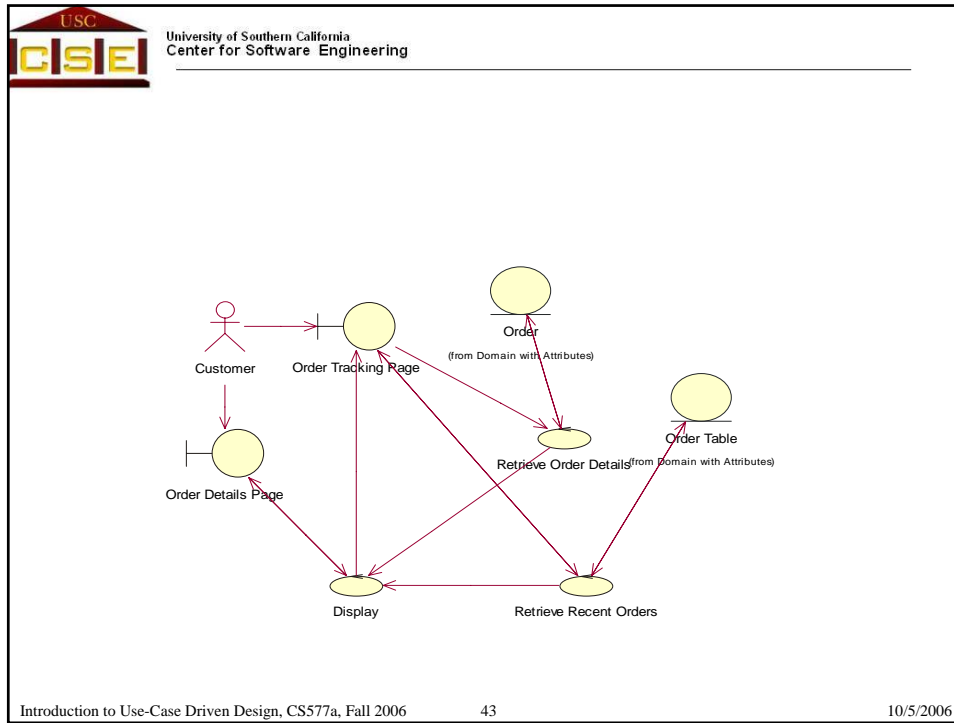 USC
CSE
University of Southern California
Center for Software Engineering
Order
(from Domain with Attributes)
Customer
Order Tracking Page
Order Table
(from Domain with Attributes)
Retrieve Order Details
Order Details Page
Display
Retrieve Recent Orders
Introduction to Use-Case Driven Design, CS577a, Fall 2006
43
10/5/2006